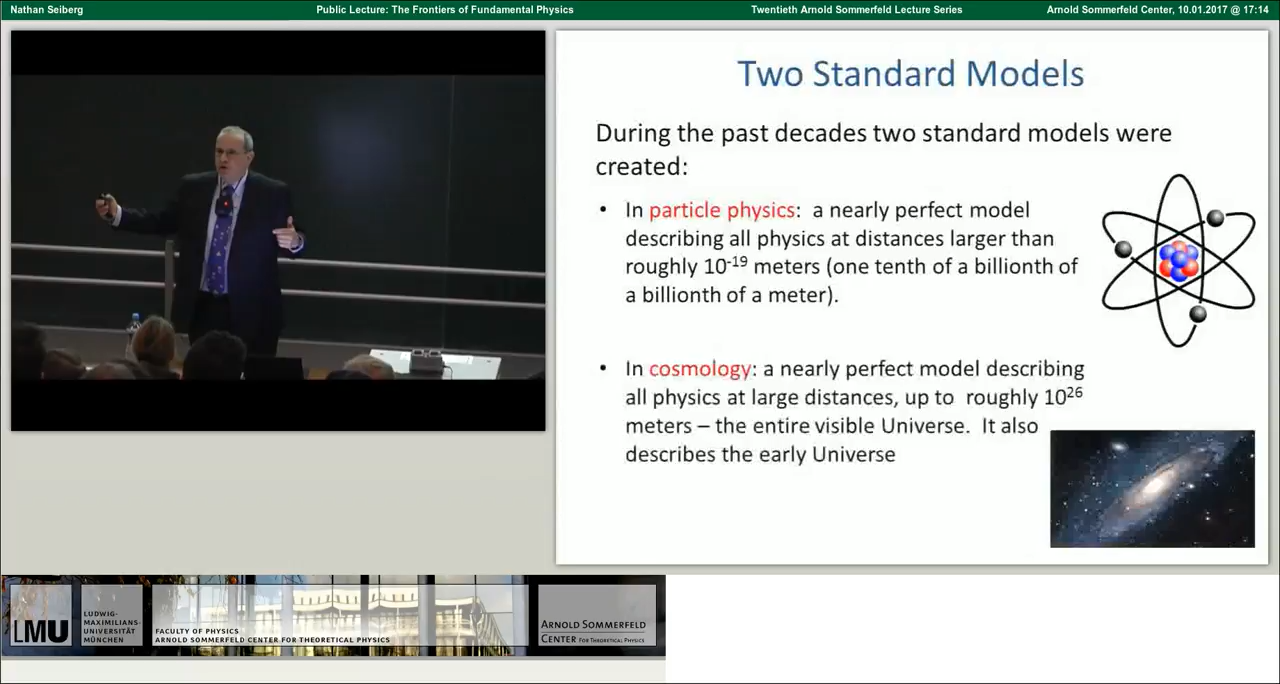 Nathan Seiberg
Public Lecture: The Frontiers of Fundamental Physics
Twentieth Arnold Sommerfeld Lecture Series
Arnold Sommerfeld Center, 10.01.2017 @ 17:14
Two Standard Models
During the past decades two standard models were
created:
• In particle physics: a nearly perfect model
describing all physics at distances larger than
roughly 10⁻¹⁹ meters (one tenth of a billionth of
a billionth of a meter).
• In cosmology: a nearly perfect model describing
all physics at large distances, up to roughly 10²⁶
meters – the entire visible Universe. It also
describes the early Universe
LMU
LUDWIG-
MAXIMILIANS-
UNIVERSITÄT
MÜNCHEN
FACULTY OF PHYSICS
ARNOLD SOMMERFELD CENTER FOR THEORETICAL PHYSICS
ARNOLD SOMMERFELD
CENTER FOR THEORETICAL PHYSICS